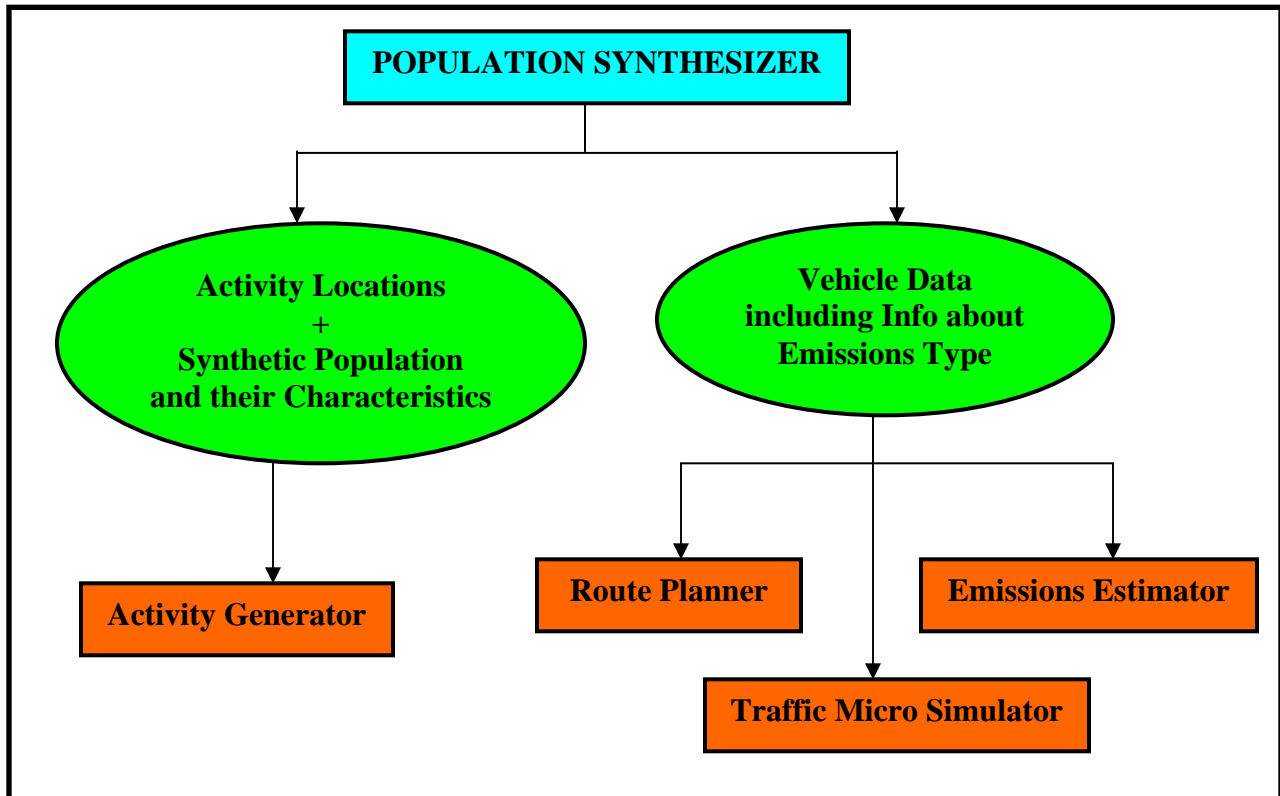 POPULATION SYNTHESIZER
Activity Locations
+
Synthetic Population
and their Characteristics
Vehicle Data
including Info about
Emissions Type
Activity Generator
Route Planner
Emissions Estimator
Traffic Micro Simulator